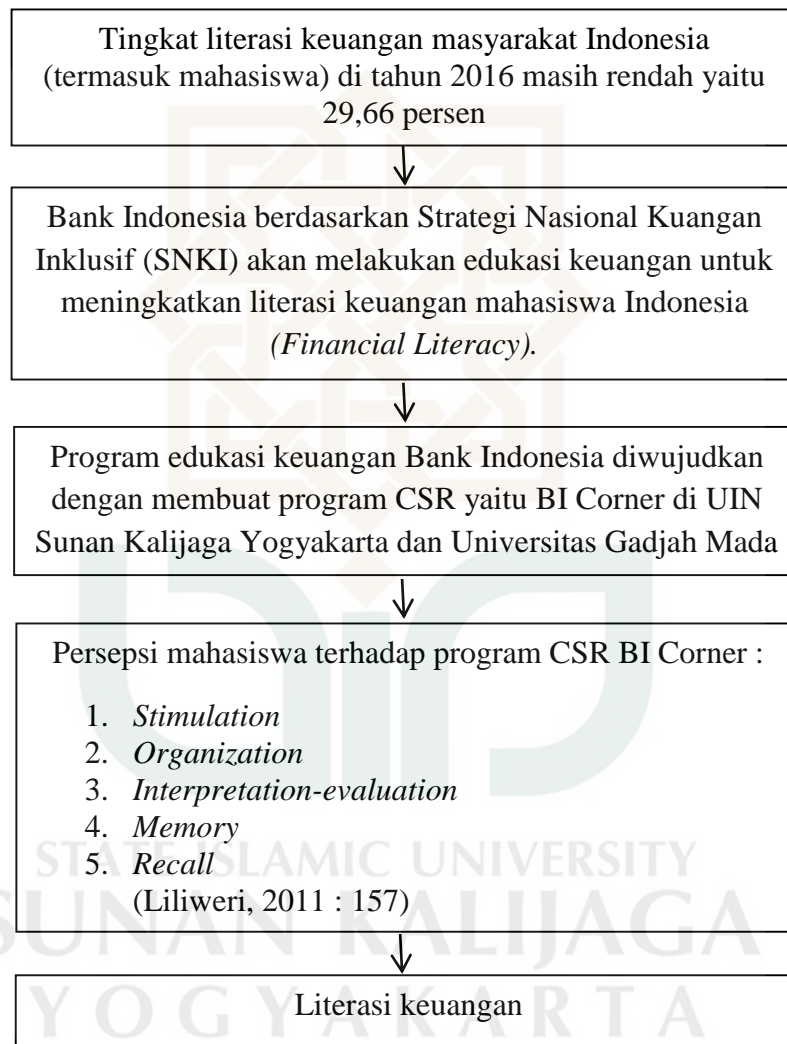 Tingkat literasi keuangan masyarakat Indonesia
(termasuk mahasiswa) di tahun 2016 masih rendah yaitu
29,66 persen
Bank Indonesia berdasarkan Strategi Nasional Kuangan
Inklusif (SNKI) akan melakukan edukasi keuangan untuk
meningkatkan literasi keuangan mahasiswa Indonesia
(Financial Literacy).
Program edukasi keuangan Bank Indonesia diwujudkan
dengan membuat program CSR yaitu BI Corner di UIN
Sunan Kalijaga Yogyakarta dan Universitas Gadjah Mada
Persepsi mahasiswa terhadap program CSR BI Corner :
1. Stimulation
2. Organization
3. Interpretation-evaluation
4. Memory
5. Recall
(Liliweri, 2011 : 157)
STATE ISLAMIC UNIVERSITY
SUNAN KALIJAGA
YOGYAKARTA
Literasi keuangan